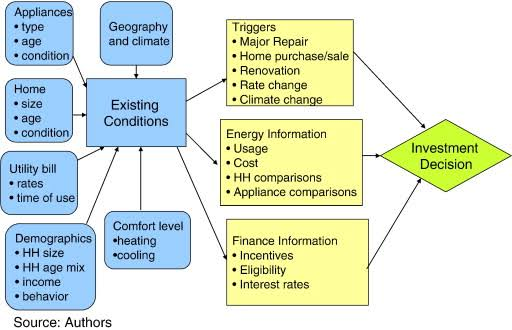 Appliances
• type
• age
• condition
Geography
and climate
Home
• size
• age
• condition
Existing
Conditions
Utility bill
• rates
• time of use
Demographics
• HH size
• HH age mix
• income
• behavior
Comfort level
•heating
•cooling
Triggers
• Major Repair
• Home purchase/sale
• Renovation
• Rate change
• Climate change
Energy Information
• Usage
• Cost
• HH comparisons
• Appliance comparisons
Finance Information
• Incentives
• Eligibility
• Interest rates
Investment
Decision
Source: Authors